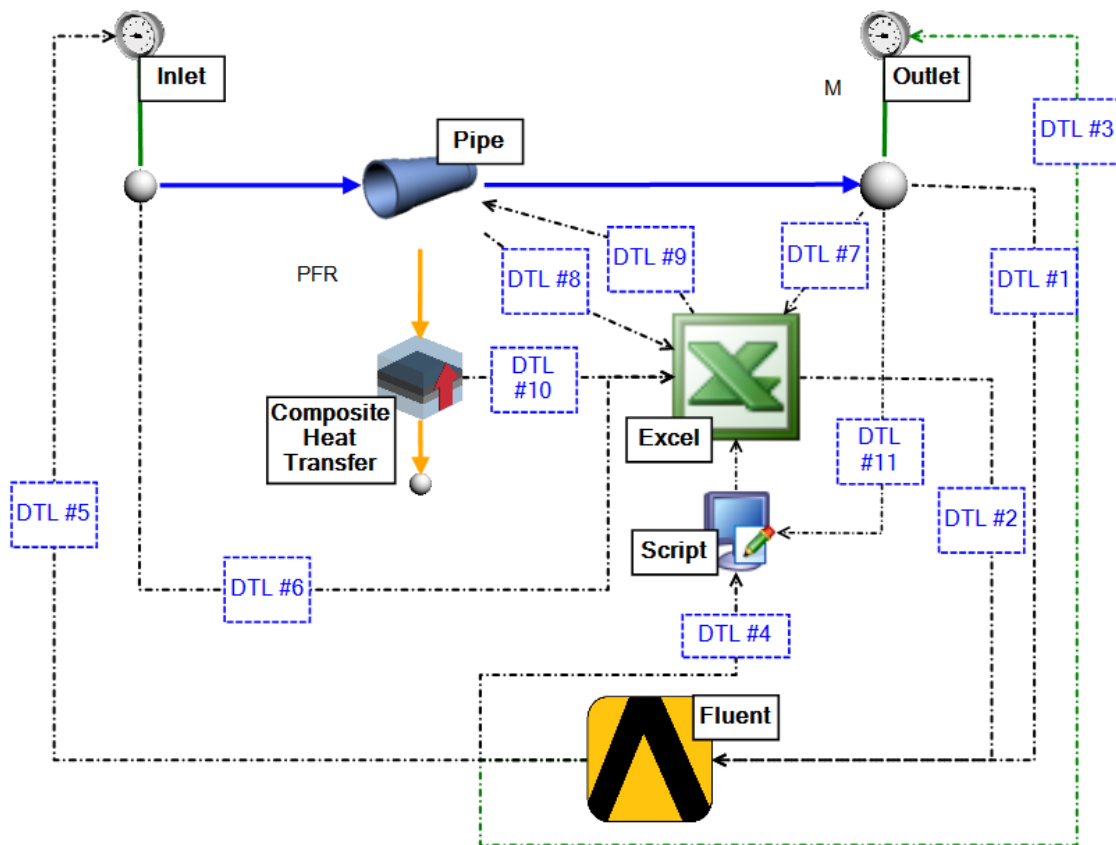 Inlet
Outlet
M
DTL #3
Pipe
DTL #9
DTL #7
DTL #8
DTL #1
PFR
DTL
#10
Composite
Heat
Transfer
Excel
DTL
#11
DTL #5
DTL #2
Script
DTL #6
DTL #4
Fluent